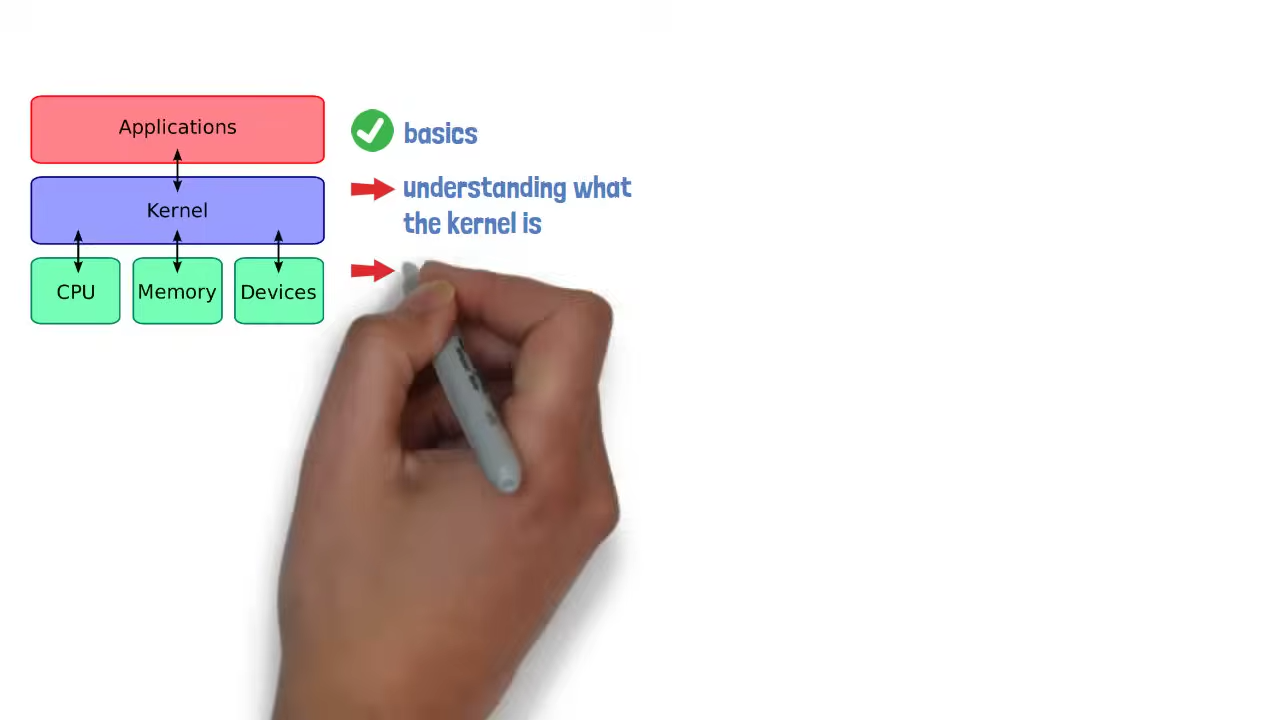 Applications
Kernel
CPU
Memory
Devices
basics
understanding what
the kernel is